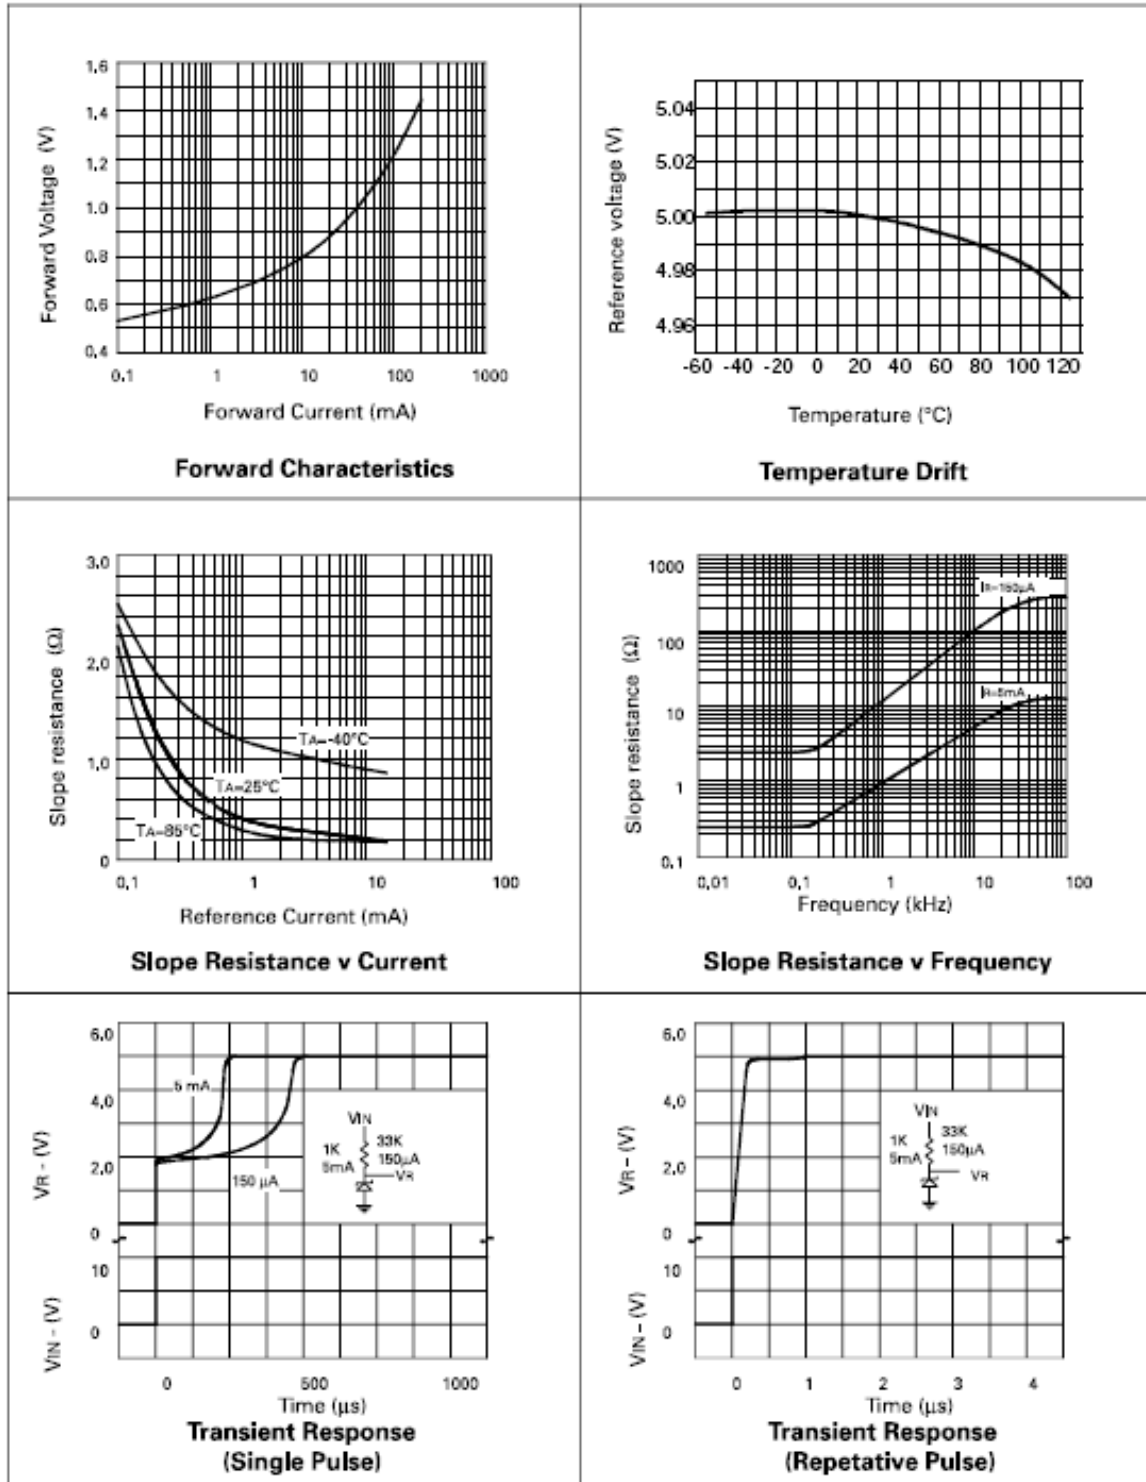 1.6
1.4
1.2
1.0
0.8
0.6
0.4
Forward Voltage (V)
0.1 1 10 100 1000
Forward Current (mA)
Forward Characteristics
5.04
5.02
5.00
4.98
4.96
Reference voltage (V)
-60 -40 -20 0 20 40 60 80 100 120
Temperature (°C)
Temperature Drift
3.0
2.0
1.0
0
Slope resistance (Ω)
TA=-40°C
TA=25°C
TA=85°C
0.1 1 10 100
Reference Current (mA)
Slope Resistance v Current
1000
100
10
1
0.1
Slope resistance (Ω)
IR=150µA
IR=5mA
0.01 0.1 1 10 100
Frequency (kHz)
Slope Resistance v Frequency
6.0
4.0
2.0
0
VR - (V)
5 mA
150 µA
VIN
1K 33K
5mA 150µA
VR
10
0
VIN - (V)
0 500 1000
Time (µs)
Transient Response
(Single Pulse)
6.0
4.0
2.0
0
VR - (V)
VIN
1K 33K
5mA 150µA
VR
10
0
VIN - (V)
0 1 2 3 4
Time (µs)
Transient Response
(Repetative Pulse)